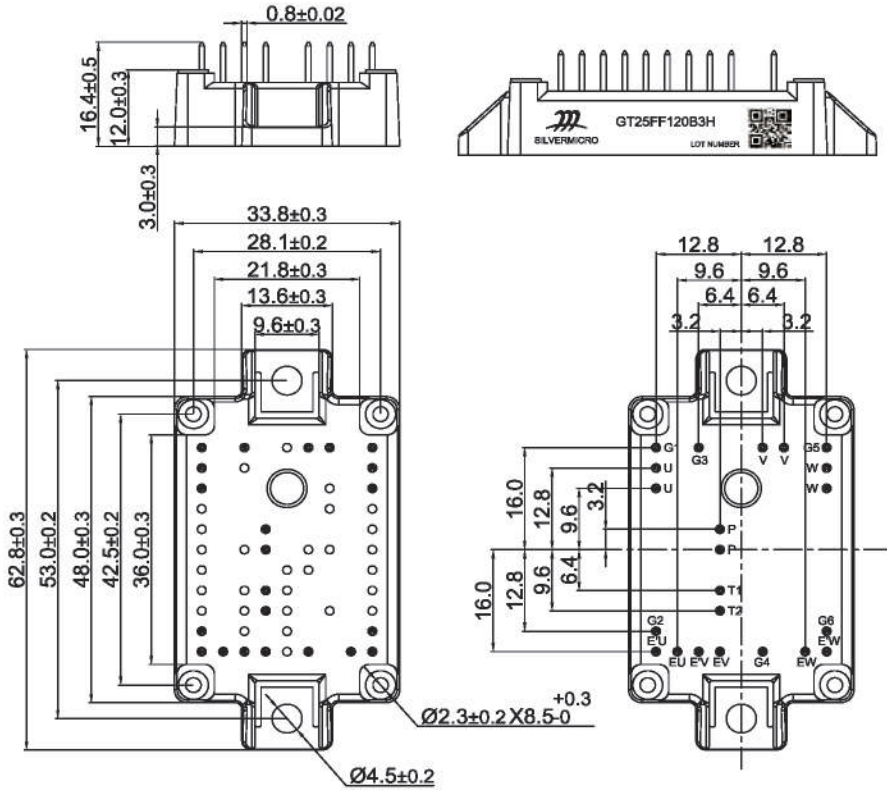 0.8±0.02
16.4±0.5
12.0±0.3
3.0±0.3
SILVERMICRO
GT25FF120B3H
LOT NUMBER
33.8±0.3
28.1±0.2
21.8±0.3
13.6±0.3
9.6±0.3
62.8±0.3
53.0±0.2
48.0±0.3
42.5±0.2
36.0±0.3
Ø2.3±0.2X8.5-0
+0.3
Ø4.5±0.2
12.8 12.8
9.6 9.6
6.4 6.4
3.2 3.2
G1 G3 V V G5
U W
U W
16.0
12.8
9.6
3.2
P
P
16.0
12.8
9.6
6.4
T1
T2
G2 G6
E'U E'W
EU E'V EV G4 EW